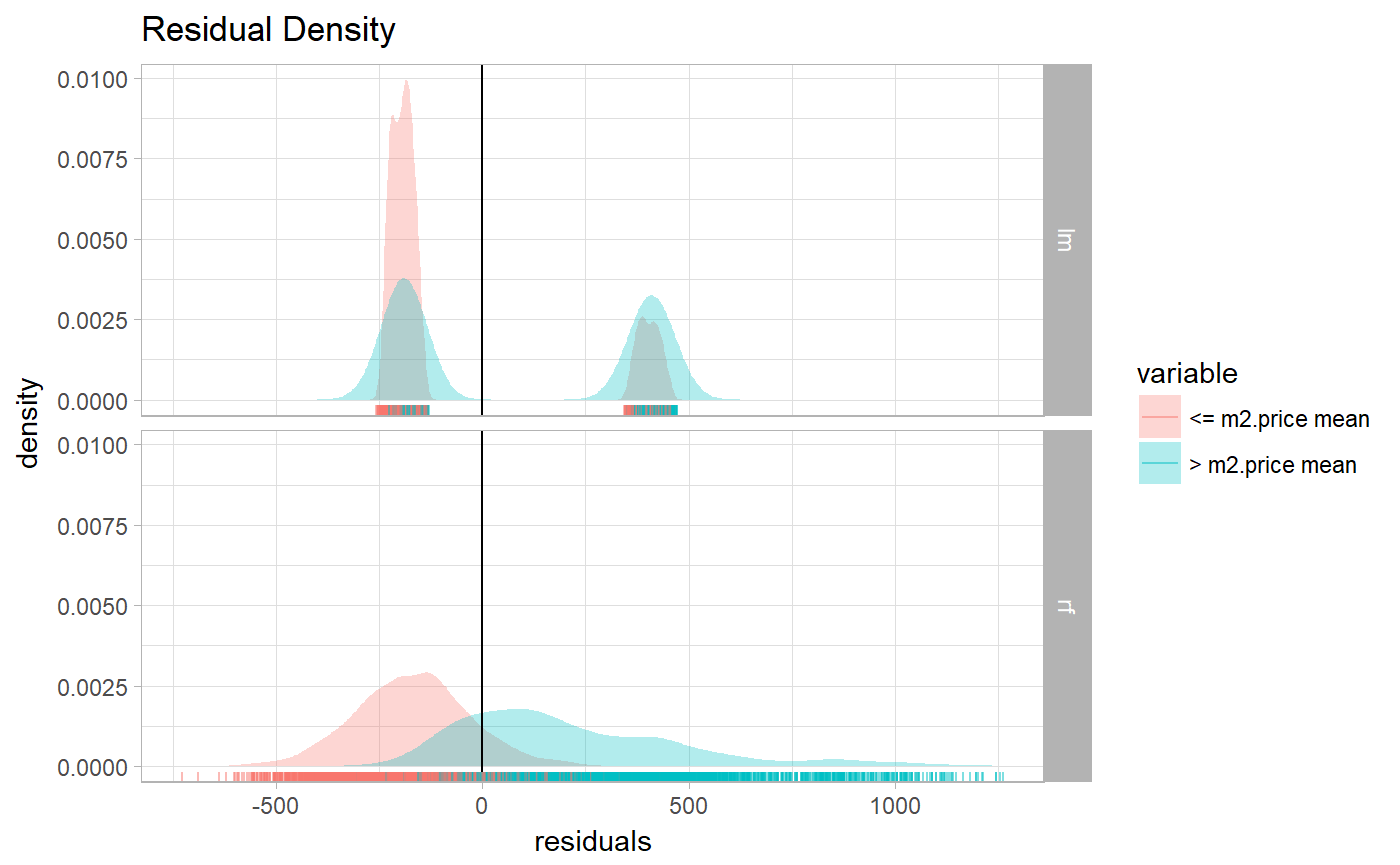 Residual Density
0.0100
0.0075
0.0050
0.0025
0.0000
lm
0.0100
0.0075
0.0050
0.0025
0.0000
rf
density
-500
0
500
1000
residuals
variable
<= m2.price mean
> m2.price mean